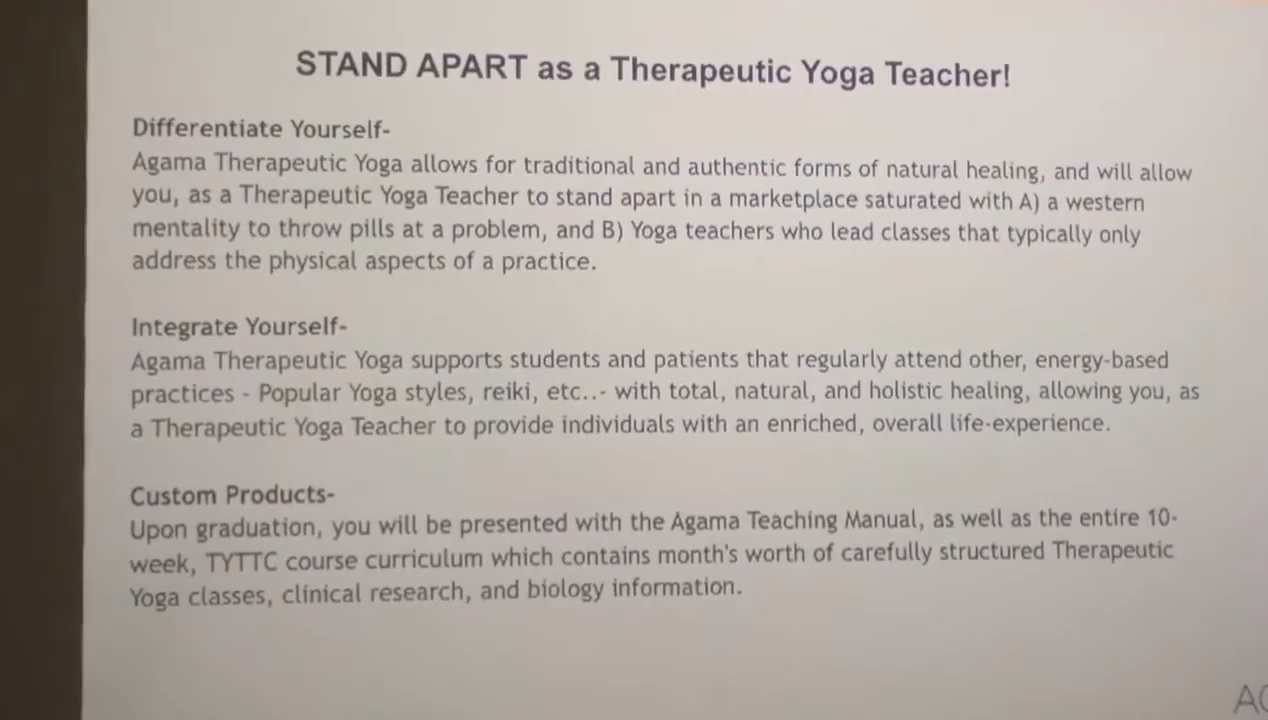 STAND APART as a Therapeutic Yoga Teacher!
Differentiate Yourself-
Agama Therapeutic Yoga allows for traditional and authentic forms of natural healing, and will allow
you, as a Therapeutic Yoga Teacher to stand apart in a marketplace saturated with A) a western
mentality to throw pills at a problem, and B) Yoga teachers who lead classes that typically only
address the physical aspects of a practice.
Integrate Yourself-
Agama Therapeutic Yoga supports students and patients that regularly attend other, energy-based
practices - Popular Yoga styles, reiki, etc..- with total, natural, and holistic healing, allowing you, as
a Therapeutic Yoga Teacher to provide individuals with an enriched, overall life-experience.
Custom Products-
Upon graduation, you will be presented with the Agama Teaching Manual, as well as the entire 10-
week, TYTTC course curriculum which contains month's worth of carefully structured Therapeutic
Yoga classes, clinical research, and biology information.